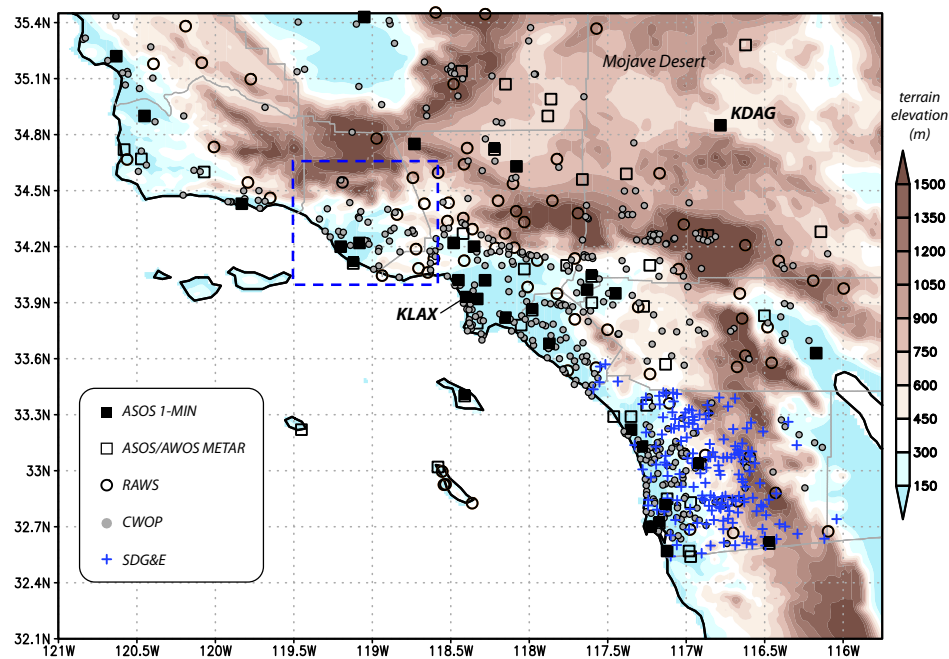 35.4N
35.1N
34.8N
34.5N
34.2N
33.9N
33.6N
33.3N
33N
32.7N
32.4N
32.1N
121W
120.5W
120W
119.5W
119W
118.5W
118W
117.5W
117W
116.5W
116W
Mojave Desert
KDAG
KLAX
ASOS 1-MIN
ASOS/AWOS METAR
RAWS
CWOP
SDG&E
terrain
elevation
(m)
1500
1350
1200
1050
900
750
600
450
300
150